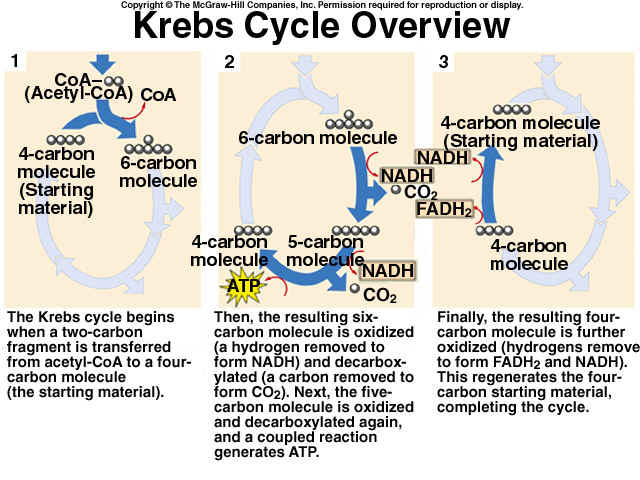 Copyright © The McGraw-Hill Companies, Inc. Permission required for reproduction or display.
Krebs Cycle Overview
1
CoA–
(Acetyl-CoA)
CoA
4-carbon
molecule
(Starting
material)
6-carbon
molecule
The Krebs cycle begins
when a two-carbon
fragment is transferred
from acetyl-CoA to a four-
carbon molecule
(the starting material).
2
6-carbon molecule
NADH
CO2
4-carbon
molecule
5-carbon
molecule
NADH
ATP
CO2
Then, the resulting six-
carbon molecule is oxidized
(a hydrogen removed to
form NADH) and decarbox-
ylated (a carbon removed to
form CO2). Next, the five-
carbon molecule is oxidized
and decarboxylated again,
and a coupled reaction
generates ATP.
3
4-carbon molecule
(Starting material)
NADH
FADH2
4-carbon
molecule
Finally, the resulting four-
carbon molecule is further
oxidized (hydrogens remove
to form FADH2 and NADH).
This regenerates the four-
carbon starting material,
completing the cycle.